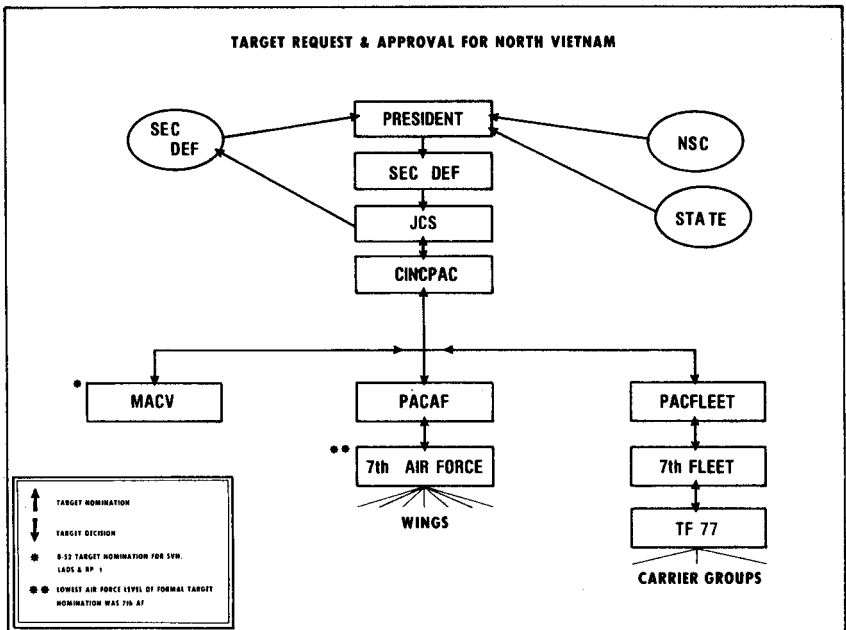 TARGET REQUEST & APPROVAL FOR NORTH VIETNAM
PRESIDENT
SEC
DEF
NSC
SEC DEF
STATE
JCS
CINCPAC
*
MACV
PACAF
PACFLEET
**
7th AIR FORCE
7th FLEET
WINGS
TF 77
CARRIER GROUPS
TARGET NOMINATION
TARGET DECISION
* B-52 TARGET NOMINATION FOR SVN.
LAOS & RP 1
** LOWEST AIR FORCE LEVEL OF FORMAL TARGET
NOMINATION WAS 7th AF